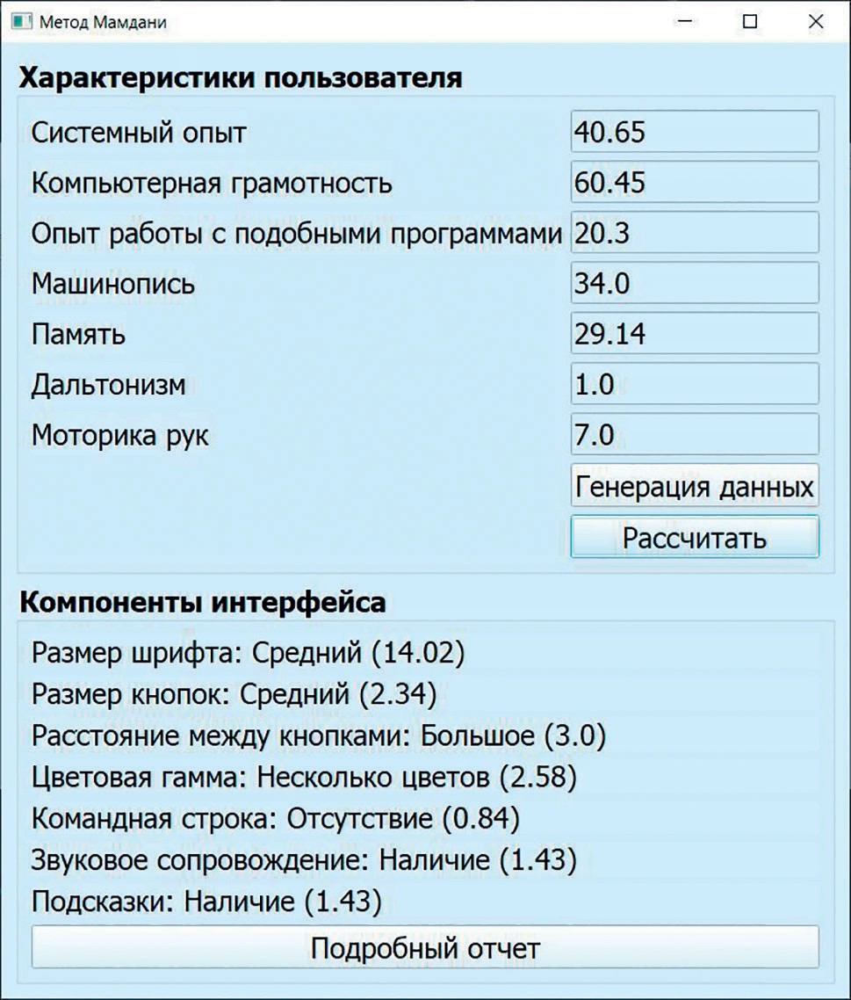 Метод Мамдани
Характеристики пользователя
Системный опыт 40.65
Компьютерная грамотность 60.45
Опыт работы с подобными программами 20.3
Машинопись 34.0
Память 29.14
Дальтонизм 1.0
Моторика рук 7.0
Генерация данных
Рассчитать
Компоненты интерфейса
Размер шрифта: Средний (14.02)
Размер кнопок: Средний (2.34)
Расстояние между кнопками: Большое (3.0)
Цветовая гамма: Несколько цветов (2.58)
Командная строка: Отсутствие (0.84)
Звуковое сопровождение: Наличие (1.43)
Подсказки: Наличие (1.43)
Подробный отчет